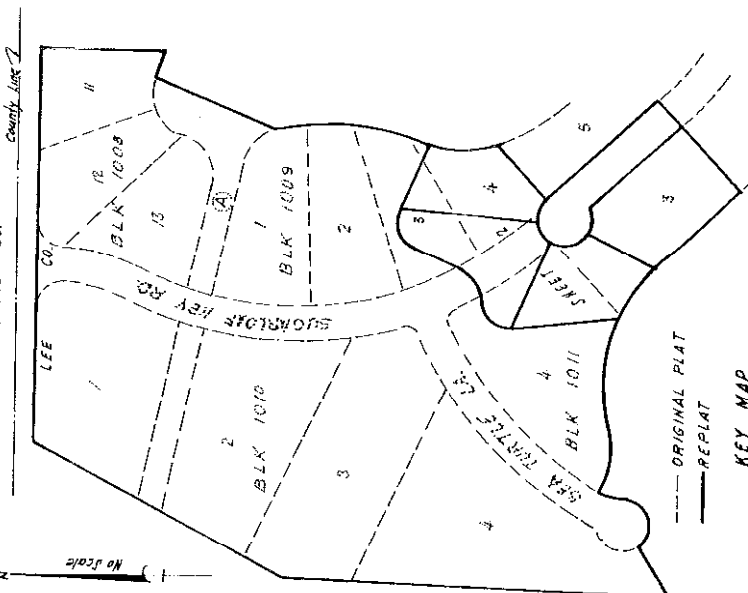 County Line
LEE
CO.
N
No Scale
11
12
BLK 1008
13
(A)
1
BLK 1009
2
3
4
5
2
3
STREET
SUGARLOAF KEY RD.
1
2
BLK 1010
3
4
SEA TURTLE LA.
4
BLK 1011
ORIGINAL PLAT
REPLAT
KEY MAP